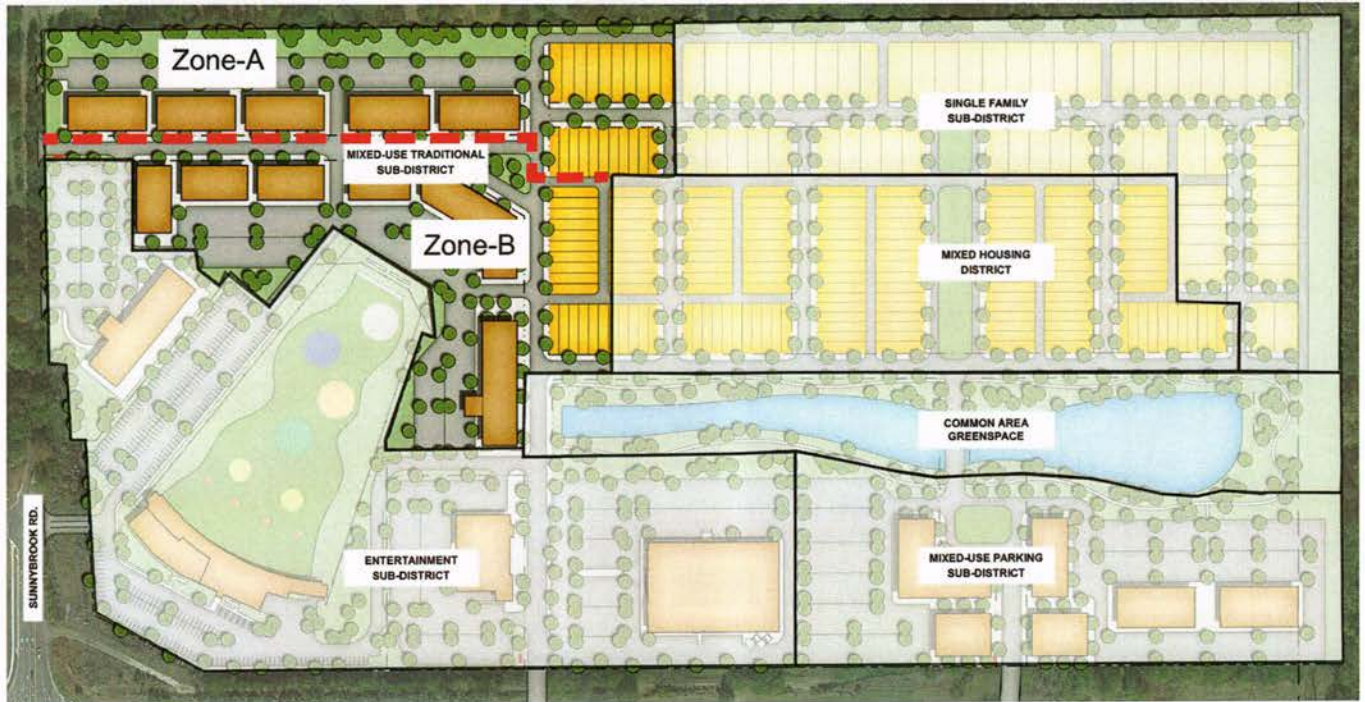 Zone-A
SINGLE FAMILY
SUB-DISTRICT
MIXED-USE TRADITIONAL
SUB-DISTRICT
Zone-B
MIXED HOUSING
DISTRICT
COMMON AREA
GREENSPACE
SUNNYBROOK RD.
ENTERTAINMENT
SUB-DISTRICT
MIXED-USE PARKING
SUB-DISTRICT